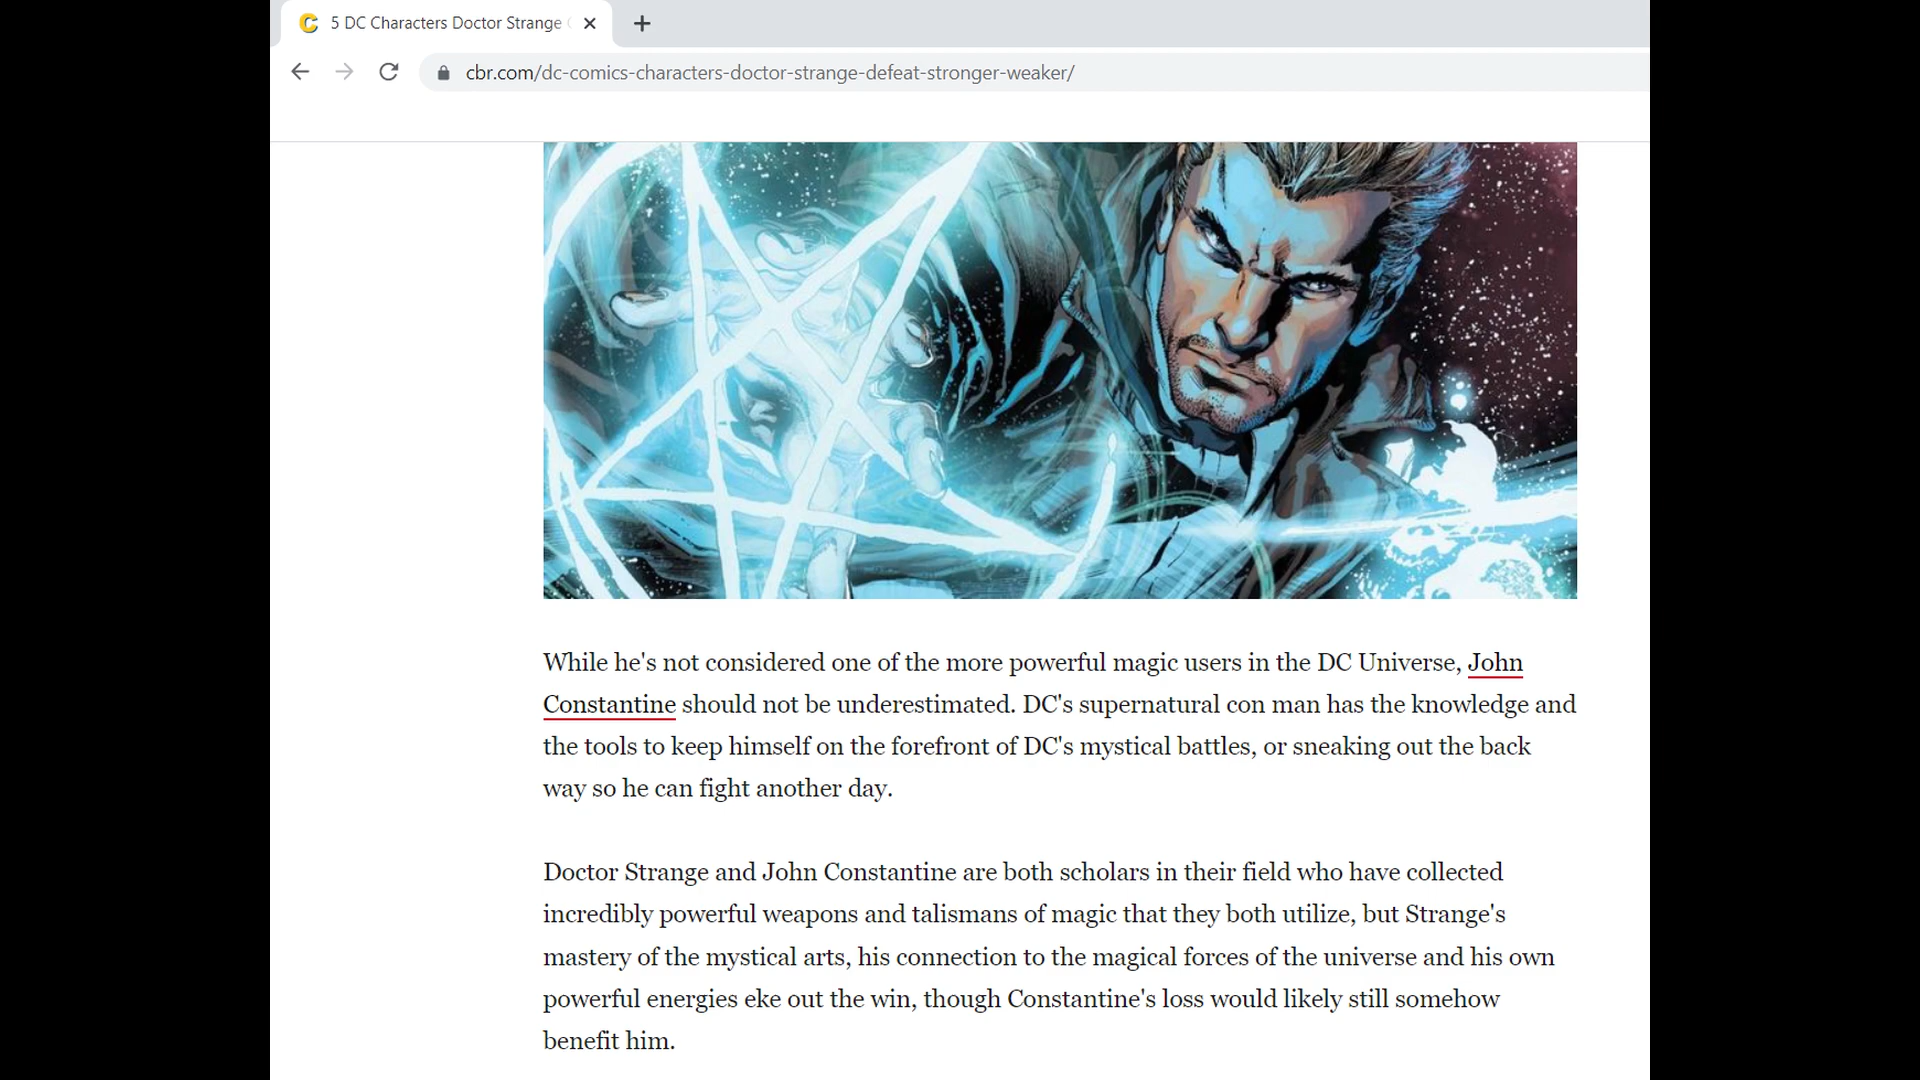 5 DC Characters Doctor Strange
cbr.com/dc-comics-characters-doctor-strange-defeat-stronger-weaker/
While he's not considered one of the more powerful magic users in the DC Universe, John
Constantine should not be underestimated. DC's supernatural con man has the knowledge and
the tools to keep himself on the forefront of DC's mystical battles, or sneaking out the back
way so he can fight another day.
Doctor Strange and John Constantine are both scholars in their field who have collected
incredibly powerful weapons and talismans of magic that they both utilize, but Strange's
mastery of the mystical arts, his connection to the magical forces of the universe and his own
powerful energies eke out the win, though Constantine's loss would likely still somehow
benefit him.